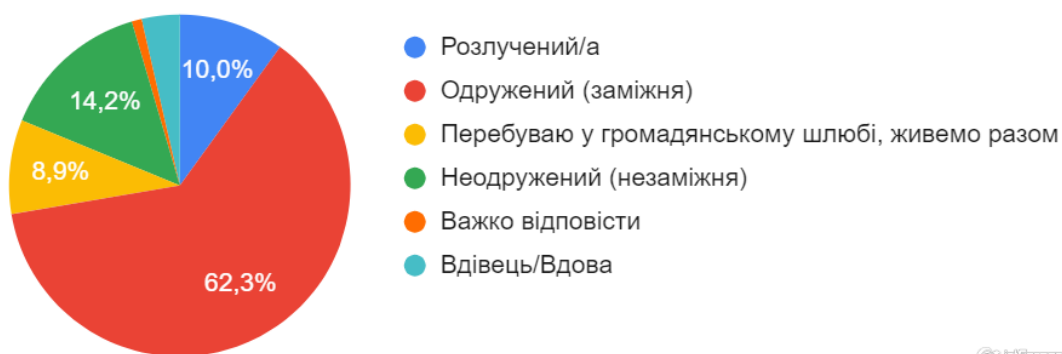 10,0%
14,2%
8,9%
62,3%
Розлучений/а
Одружений (заміжня)
Перебуваю у громадянському шлюбі, живемо разом
Неодружений (незаміжня)
Важко відповісти
Вдівець/Вдова